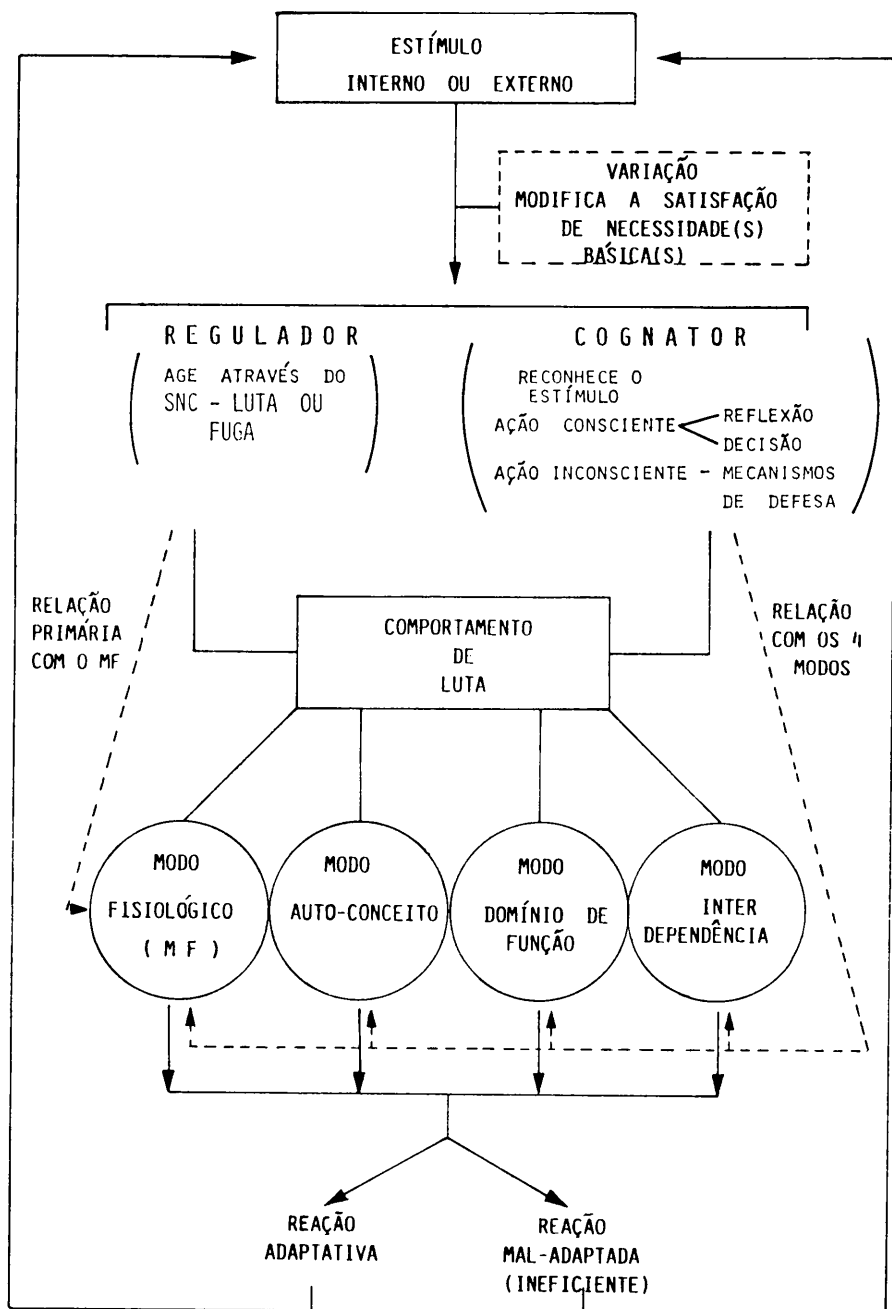 ESTÍMULO
INTERNO OU EXTERNO
VARIAÇÃO
MODIFICA A SATISFAÇÃO
DE NECESSIDADE(S)
BÁSICA(S)
REGULADOR
AGE ATRAVÉS DO
SNC - LUTA OU
FUGA
COGNATOR
RECONHECE O
ESTÍMULO
AÇÃO CONSCIENTE
REFLEXÃO
DECISÃO
AÇÃO INCONSCIENTE - MECANISMOS
DE DEFESA
RELAÇÃO
PRIMÁRIA
COM O MF
COMPORTAMENTO
DE
LUTA
RELAÇÃO
COM OS 4
MODOS
MODO
FISIOLÓGICO
(MF)
MODO
AUTO-CONCEITO
MODO
DOMÍNIO DE
FUNÇÃO
MODO
INTER
DEPENDÊNCIA
REAÇÃO
ADAPTATIVA
REAÇÃO
MAL-ADAPTADA
(INEFICIENTE)